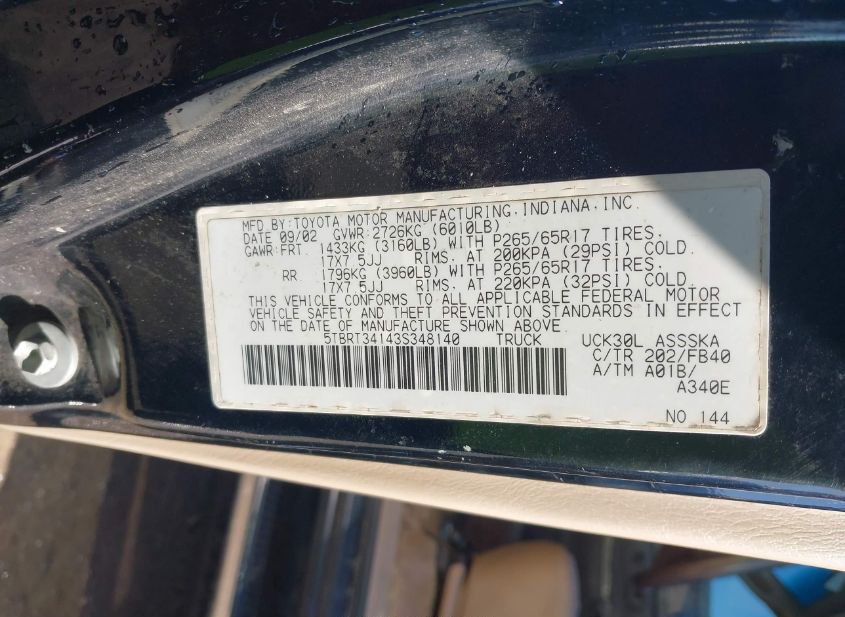 MFD BY:TOYOTA MOTOR MANUFACTURING,INDIANA,INC.
DATE 09/02 GVWR:2726KG (6010LB)
GAWR:FRT. 1433KG (3160LB) WITH P265/65R17 TIRES.
17X7.5JJ RIMS. AT 200KPA (29PSI) COLD.
RR 1796KG (3960LB) WITH P265/65R17 TIRES.
17X7.5JJ RIMS. AT 220KPA (32PSI) COLD.
THIS VEHICLE CONFORMS TO ALL APPLICABLE FEDERAL MOTOR
VEHICLE SAFETY AND THEFT PREVENTION STANDARDS IN EFFECT
ON THE DATE OF MANUFACTURE SHOWN ABOVE.
5TBRT34143S348140 TRUCK UCK30L ASSSKA
C/TR 202/FB40
A/TM A01B/
A340E
NO 144